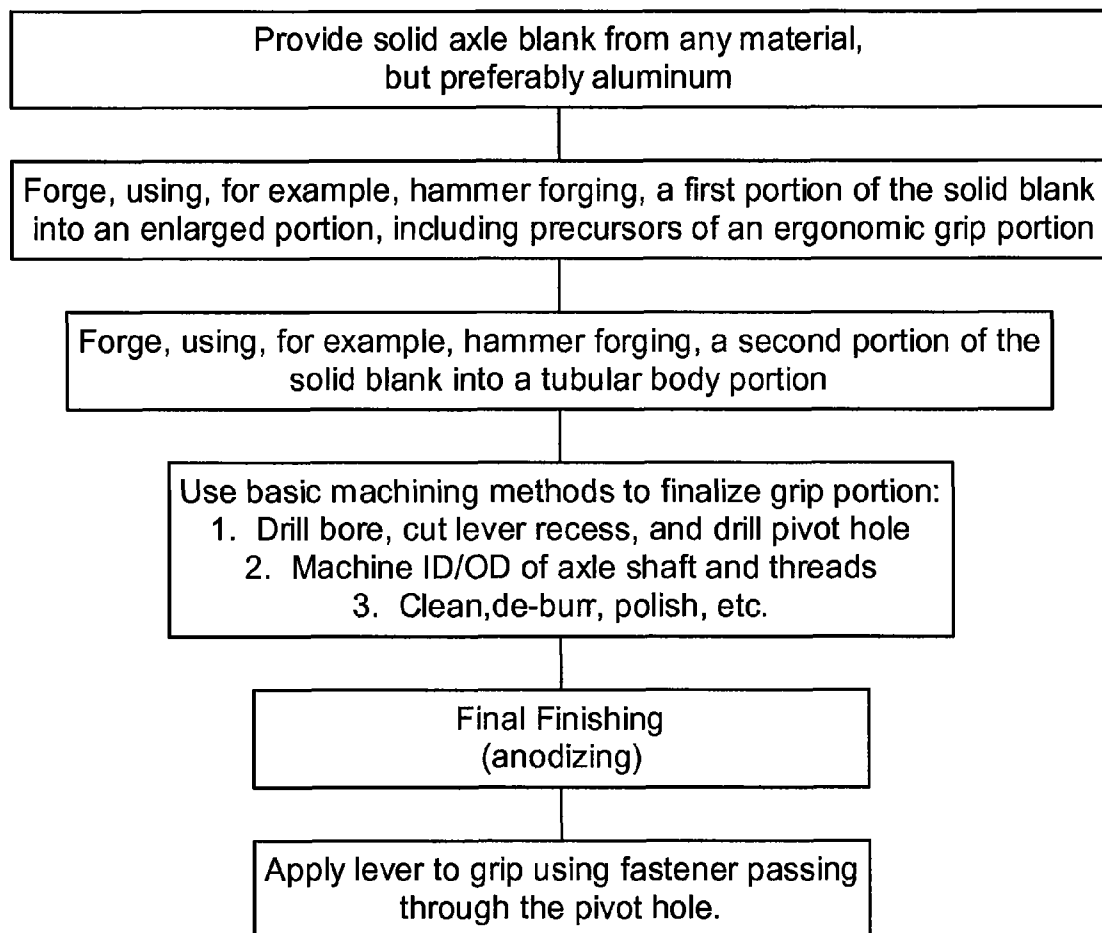 Provide solid axle blank from any material,
but preferably aluminum
Forge, using, for example, hammer forging, a first portion of the solid blank
into an enlarged portion, including precursors of an ergonomic grip portion
Forge, using, for example, hammer forging, a second portion of the
solid blank into a tubular body portion
Use basic machining methods to finalize grip portion:
1. Drill bore, cut lever recess, and drill pivot hole
2. Machine ID/OD of axle shaft and threads
3. Clean,de-burr, polish, etc.
Final Finishing
(anodizing)
Apply lever to grip using fastener passing
through the pivot hole.